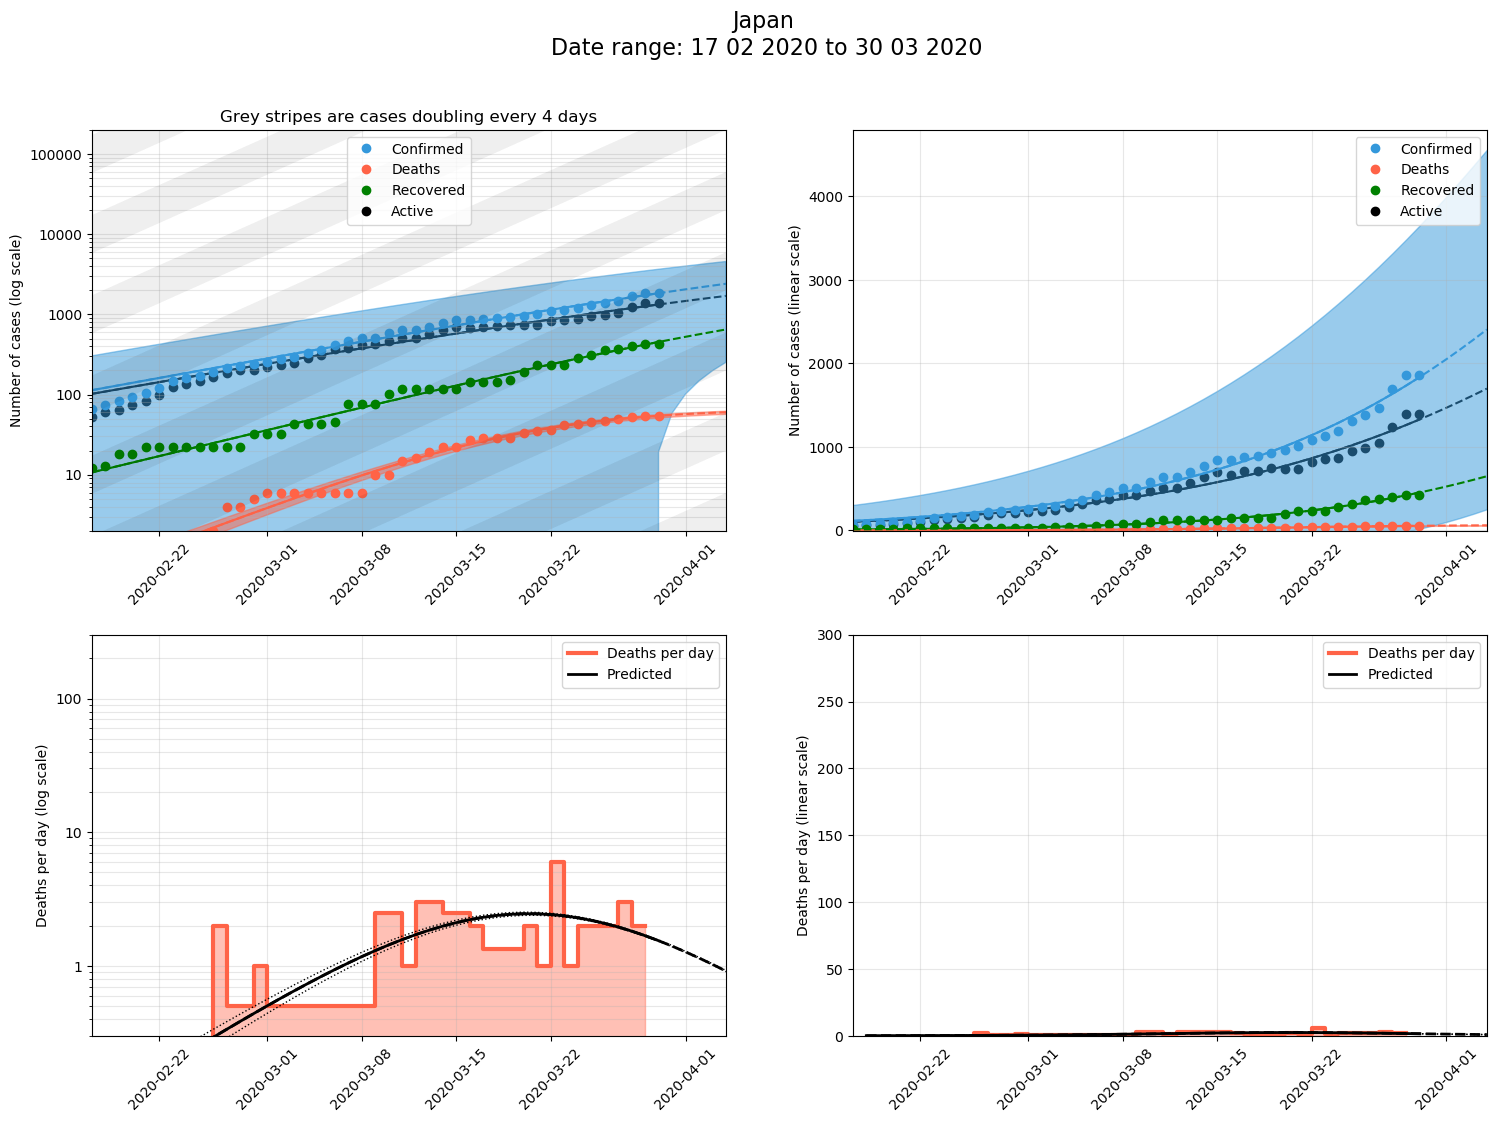 Japan
Date range: 17 02 2020 to 30 03 2020
Grey stripes are cases doubling every 4 days
Number of cases (log scale)
100000
10000
1000
100
10
Confirmed
Deaths
Recovered
Active
2020-02-22
2020-03-01
2020-03-08
2020-03-15
2020-03-22
2020-04-01
Number of cases (linear scale)
4000
3000
2000
1000
0
Confirmed
Deaths
Recovered
Active
2020-02-22
2020-03-01
2020-03-08
2020-03-15
2020-03-22
2020-04-01
Deaths per day (log scale)
100
10
1
Deaths per day
Predicted
2020-02-22
2020-03-01
2020-03-08
2020-03-15
2020-03-22
2020-04-01
Deaths per day (linear scale)
300
250
200
150
100
50
0
Deaths per day
Predicted
2020-02-22
2020-03-01
2020-03-08
2020-03-15
2020-03-22
2020-04-01